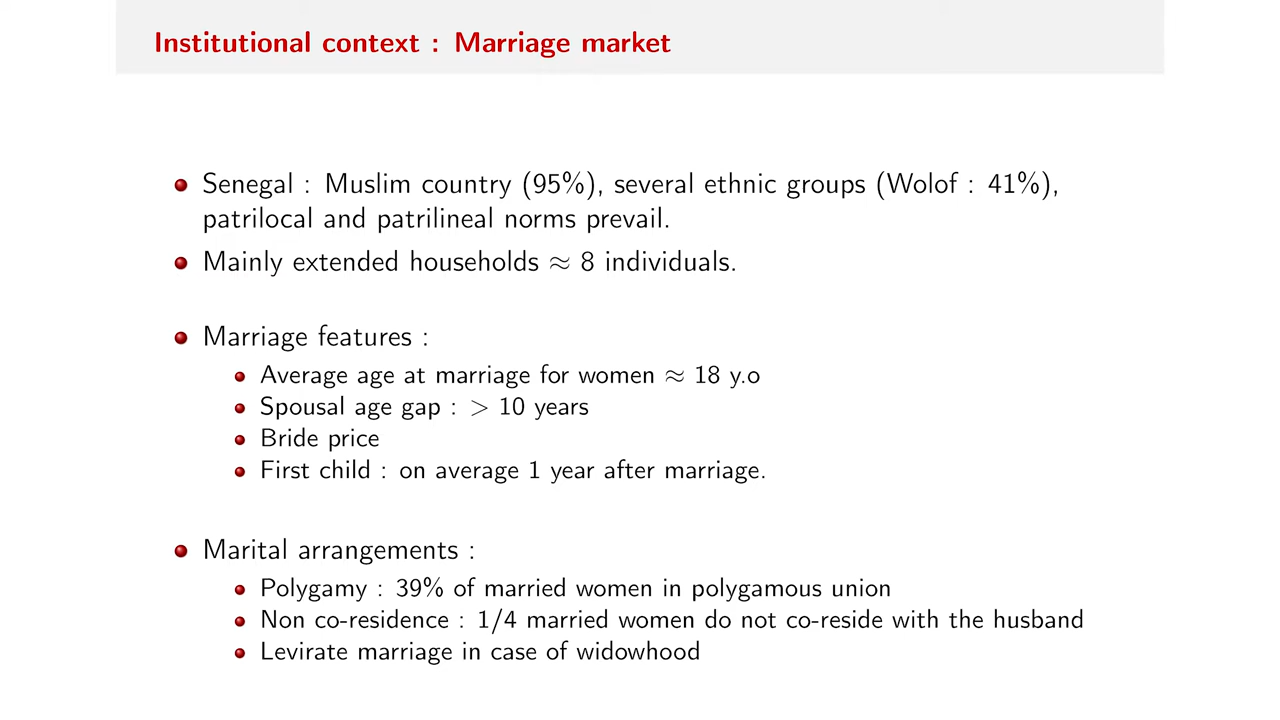 Institutional context : Marriage market
Senegal : Muslim country (95%), several ethnic groups (Wolof : 41%),
patrilocal and patrilineal norms prevail.
Mainly extended households ≈ 8 individuals.
Marriage features :
Average age at marriage for women ≈ 18 y.o
Spousal age gap : > 10 years
Bride price
First child : on average 1 year after marriage.
Marital arrangements :
Polygamy : 39% of married women in polygamous union
Non co-residence : 1/4 married women do not co-reside with the husband
Levirate marriage in case of widowhood